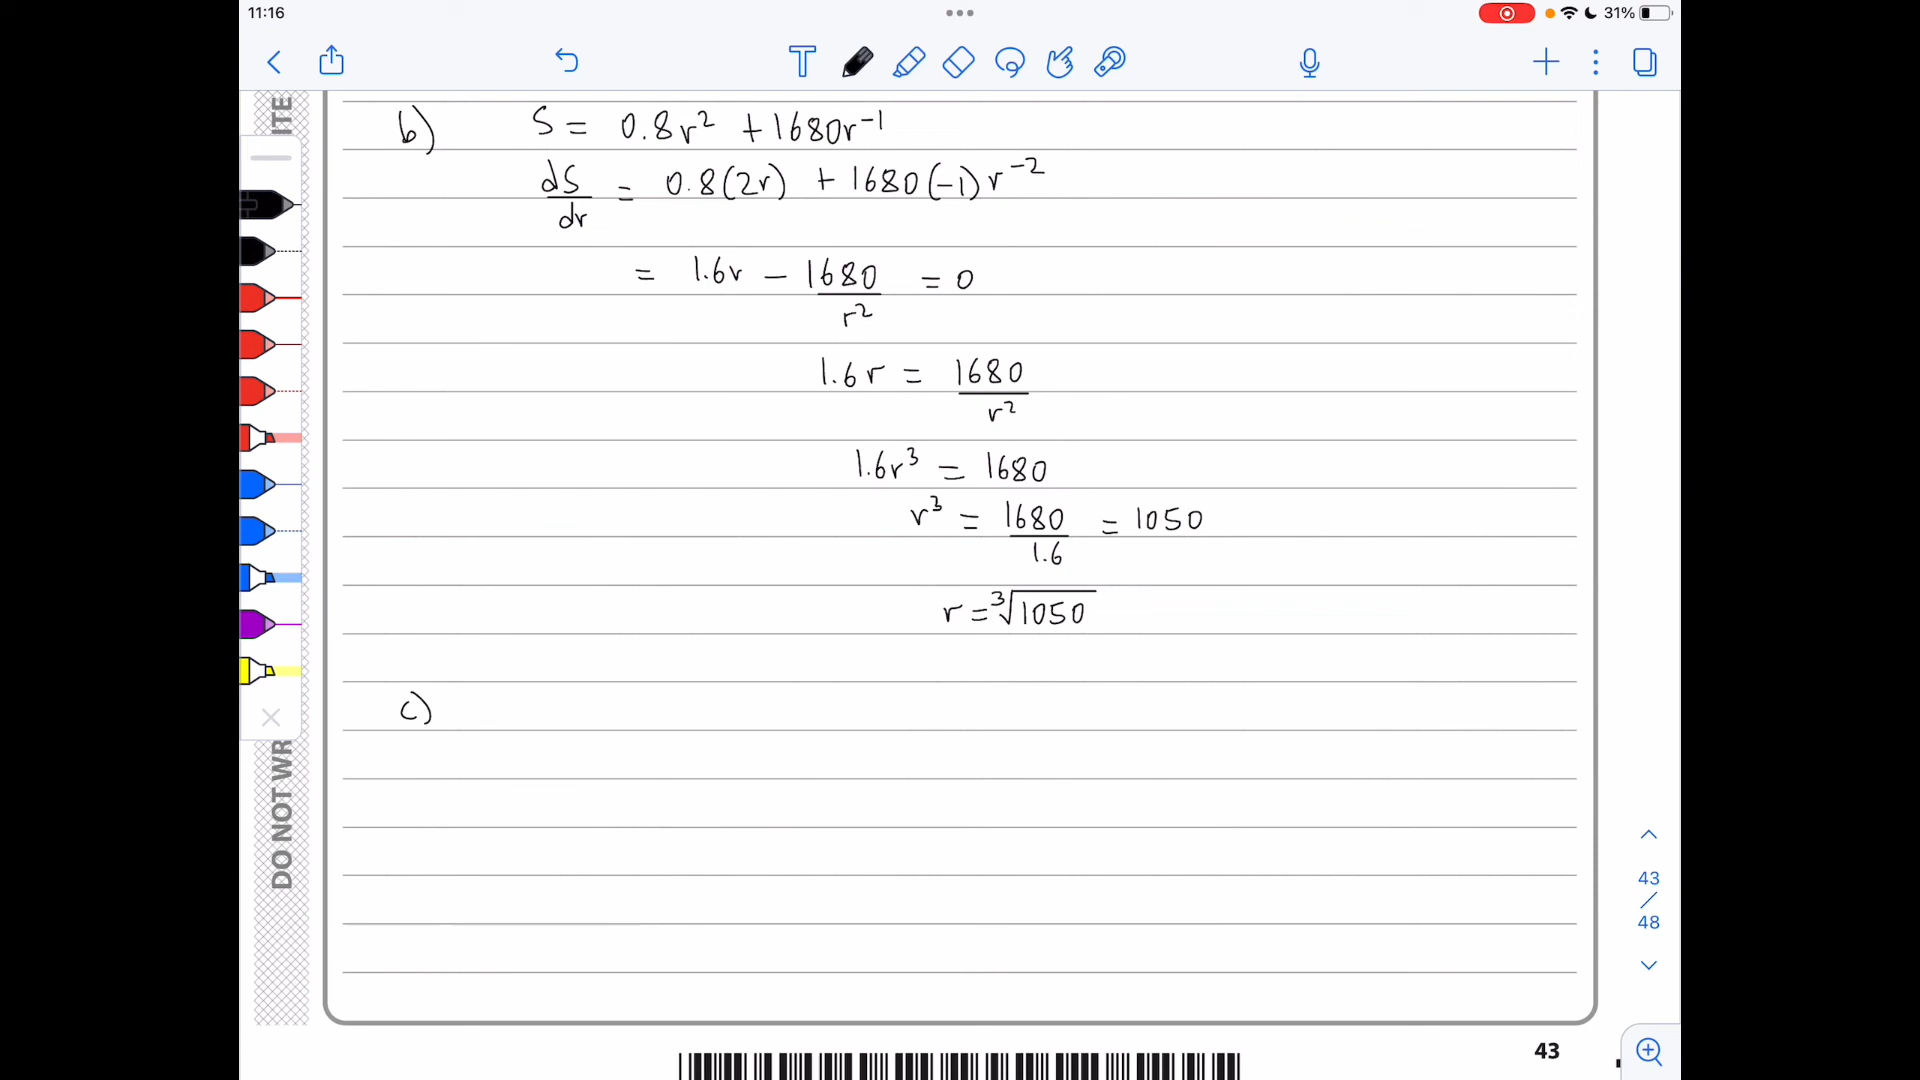 11:16
31%
ITE
b) S = 0.8r² + 1680r⁻¹
dS/dr = 0.8(2r) + 1680(-1)r⁻²
= 1.6r - 1680/r² = 0
1.6r = 1680/r²
1.6r³ = 1680
r³ = 1680/1.6 = 1050
r = ³√1050
c)
DO NOT WR
43
/
48
43